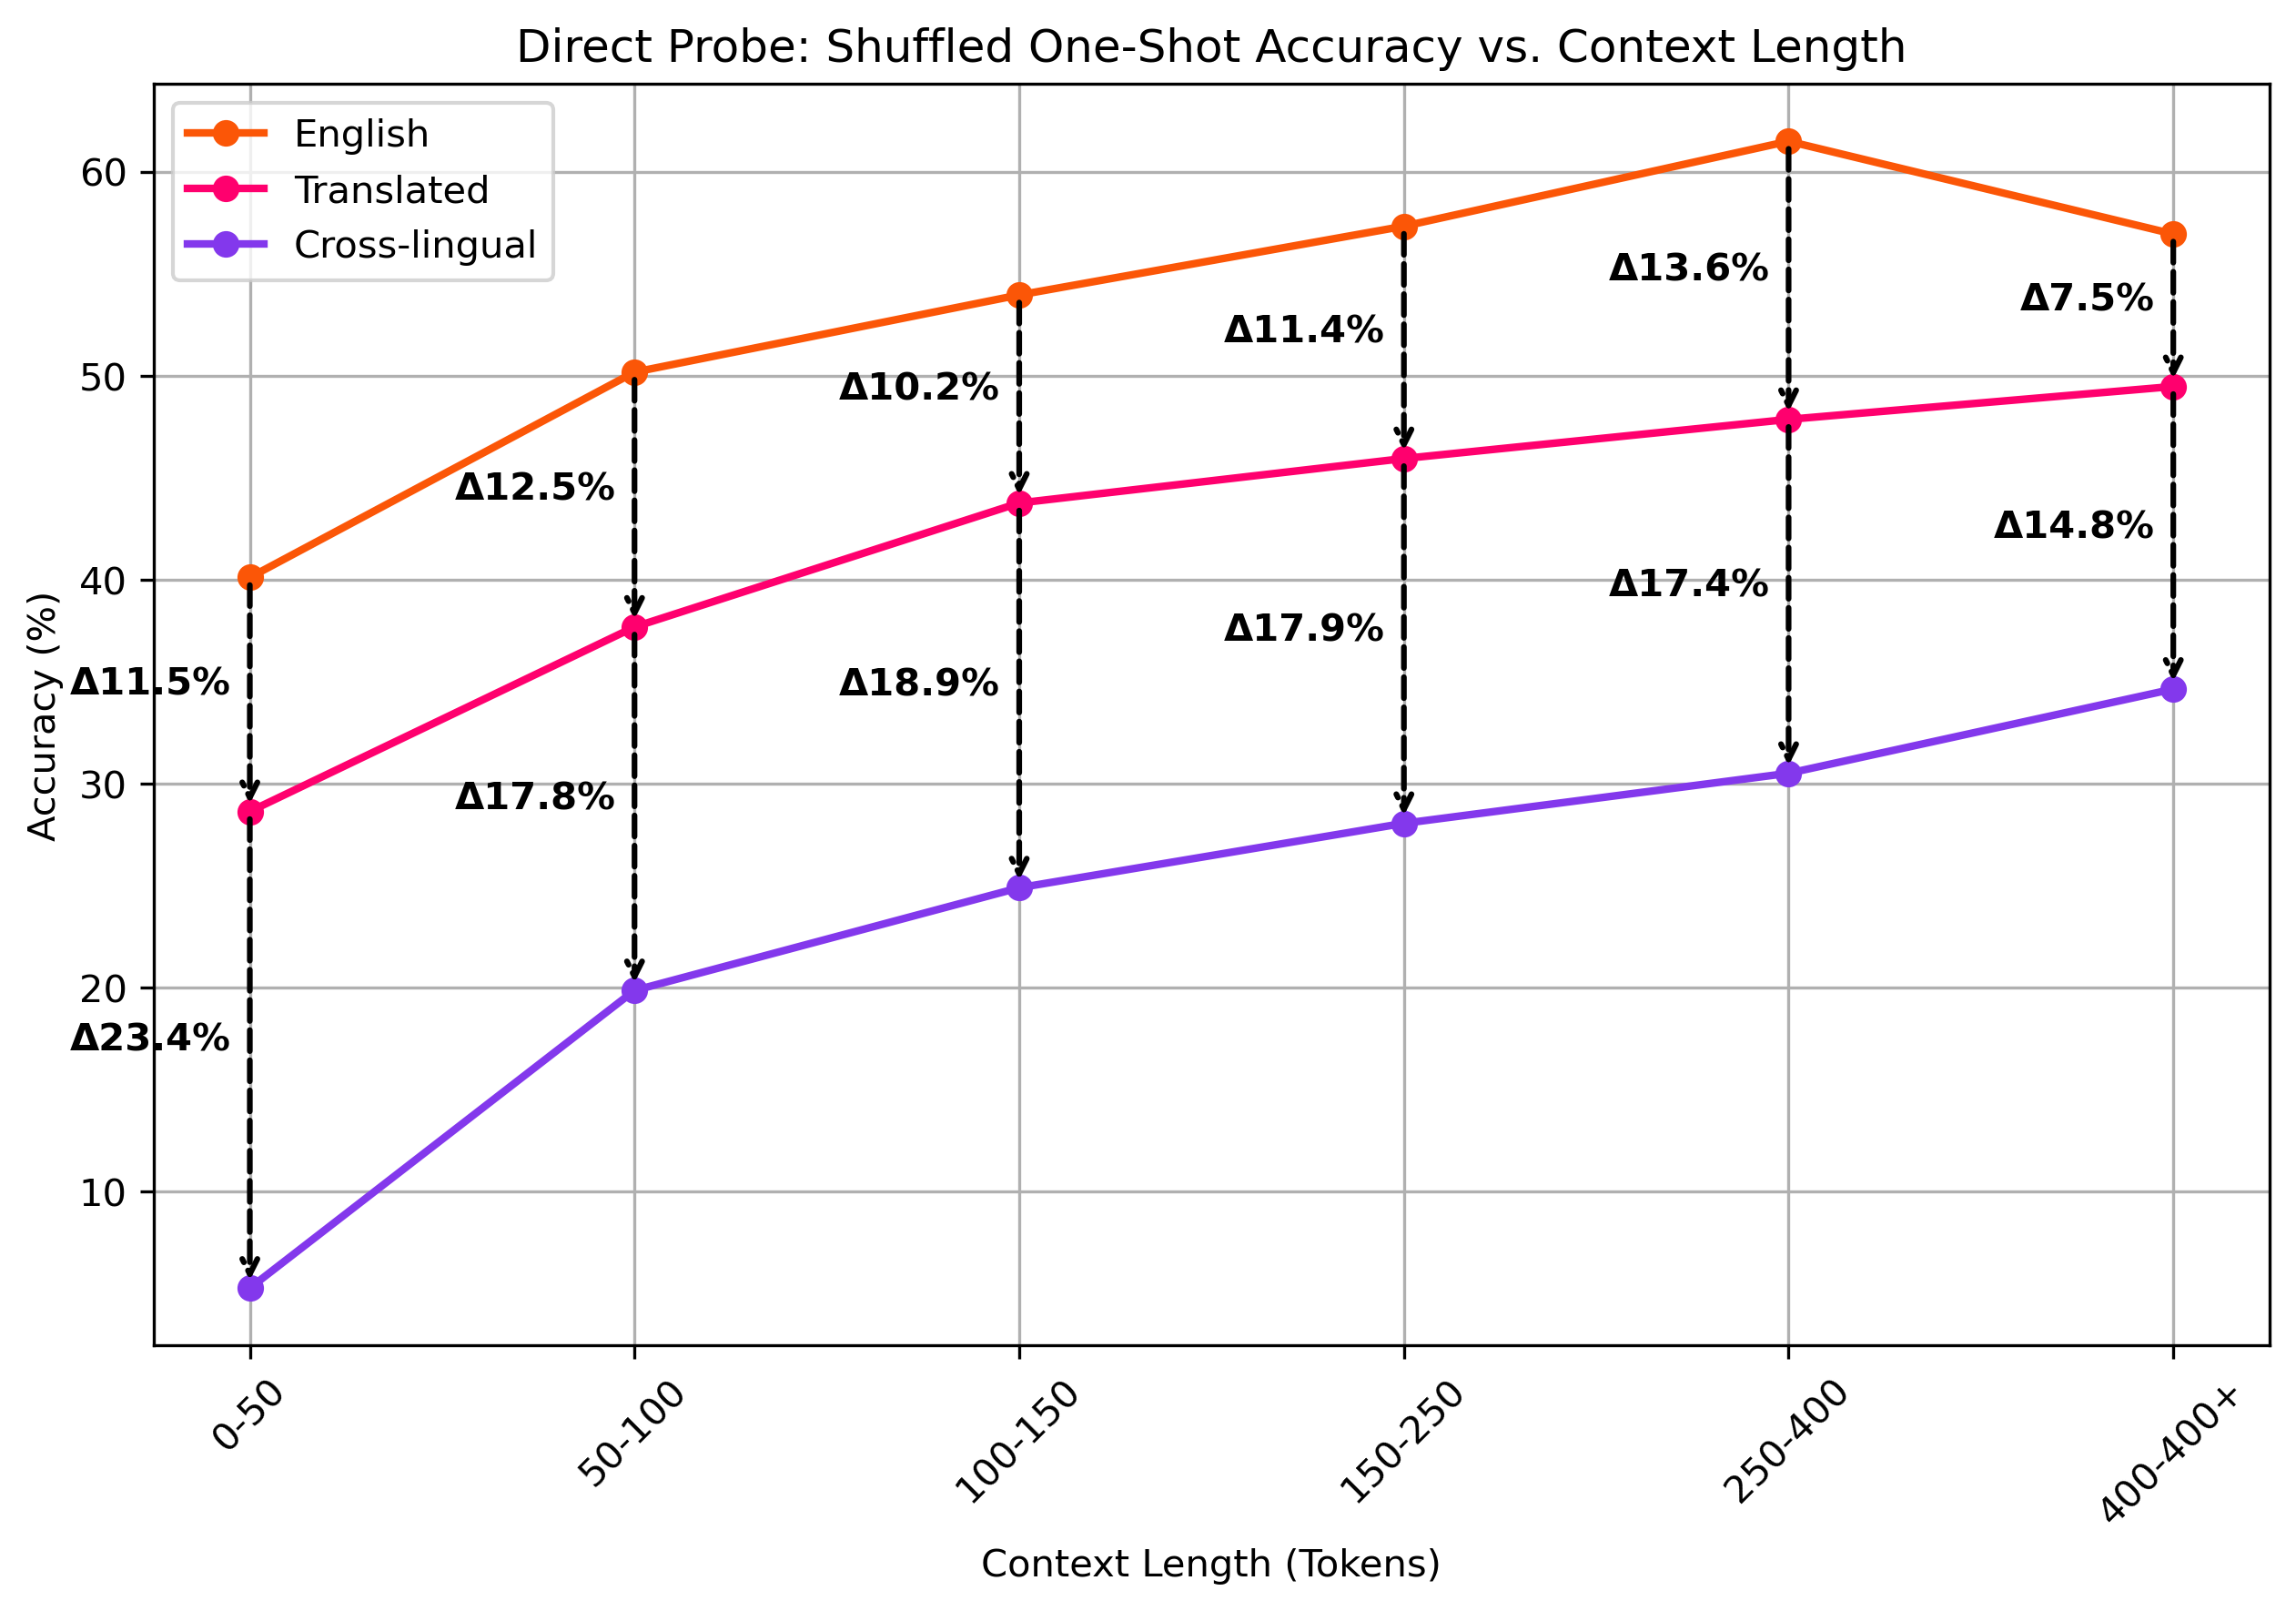 Direct Probe: Shuffled One-Shot Accuracy vs. Context Length
English
Translated
Cross-lingual
Accuracy (%)
60
50
40
30
20
10
Δ11.5%
Δ23.4%
Δ12.5%
Δ17.8%
Δ10.2%
Δ18.9%
Δ11.4%
Δ17.9%
Δ13.6%
Δ17.4%
Δ7.5%
Δ14.8%
0-50
50-100
100-150
150-250
250-400
400-400+
Context Length (Tokens)